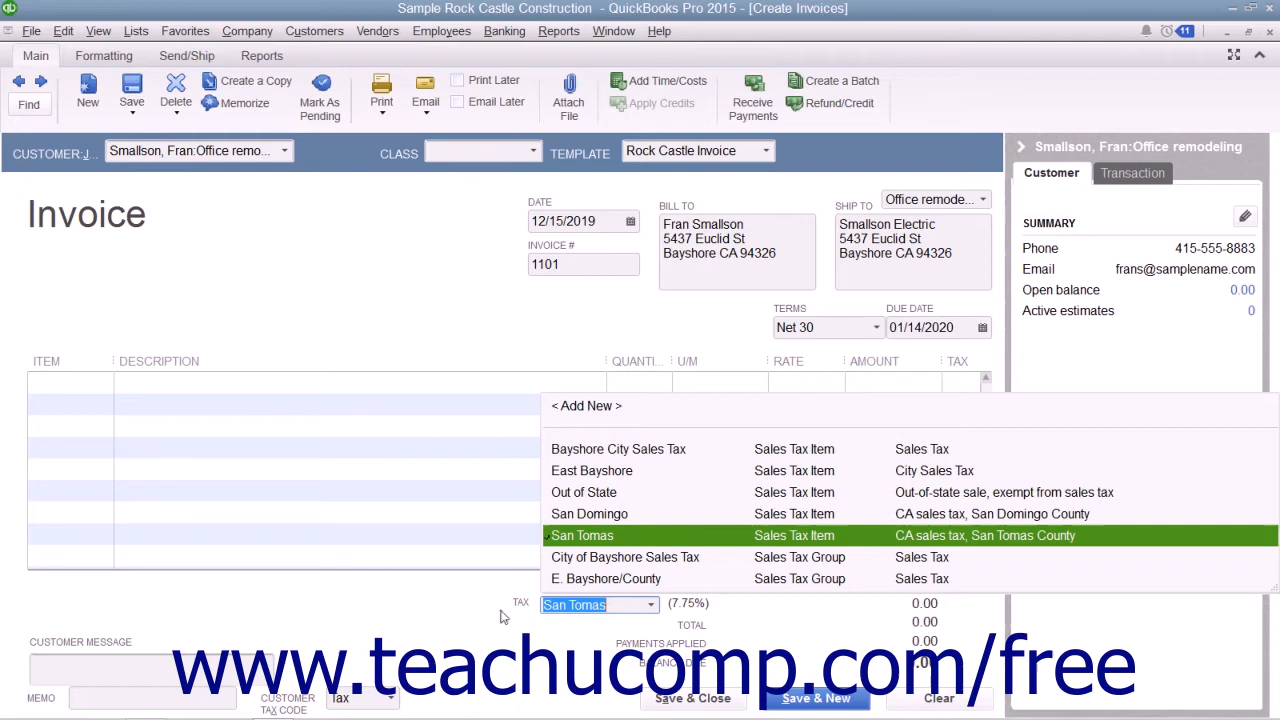 Sample Rock Castle Construction - QuickBooks Pro 2015 - [Create Invoices]
File Edit View Lists Favorites Company Customers Vendors Employees Banking Reports Window Help
11
Main Formatting Send/Ship Reports
Find
New
Save
Delete
Create a Copy
Memorize
Mark As
Pending
Print
Email
Print Later
Email Later
Attach
File
Add Time/Costs
Apply Credits
Receive
Payments
Create a Batch
Refund/Credit
CUSTOMER:J... Smallson, Fran:Office remo... CLASS TEMPLATE Rock Castle Invoice
Invoice
DATE
12/15/2019
INVOICE #
1101
BILL TO
Fran Smallson
5437 Euclid St
Bayshore CA 94326
SHIP TO Office remode...
Smallson Electric
5437 Euclid St
Bayshore CA 94326
TERMS
Net 30
DUE DATE
01/14/2020
ITEM DESCRIPTION QUANTI... U/M RATE AMOUNT TAX
< Add New >
Bayshore City Sales Tax Sales Tax Item Sales Tax
East Bayshore Sales Tax Item City Sales Tax
Out of State Sales Tax Item Out-of-state sale, exempt from sales tax
San Domingo Sales Tax Item CA sales tax, San Domingo County
San Tomas Sales Tax Item CA sales tax, San Tomas County
City of Bayshore Sales Tax Sales Tax Group Sales Tax
E. Bayshore/County Sales Tax Group Sales Tax
TAX San Tomas (7.75%) 0.00
TOTAL 0.00
PAYMENTS APPLIED 0.00
CUSTOMER MESSAGE
MEMO
CUSTOMER
TAX CODE
Tax
Save & Close Save & New Clear
Smallson, Fran:Office remodeling
Customer Transaction
SUMMARY
Phone 415-555-8883
Email frans@samplename.com
Open balance 0.00
Active estimates 0
www.teachucomp.com/free